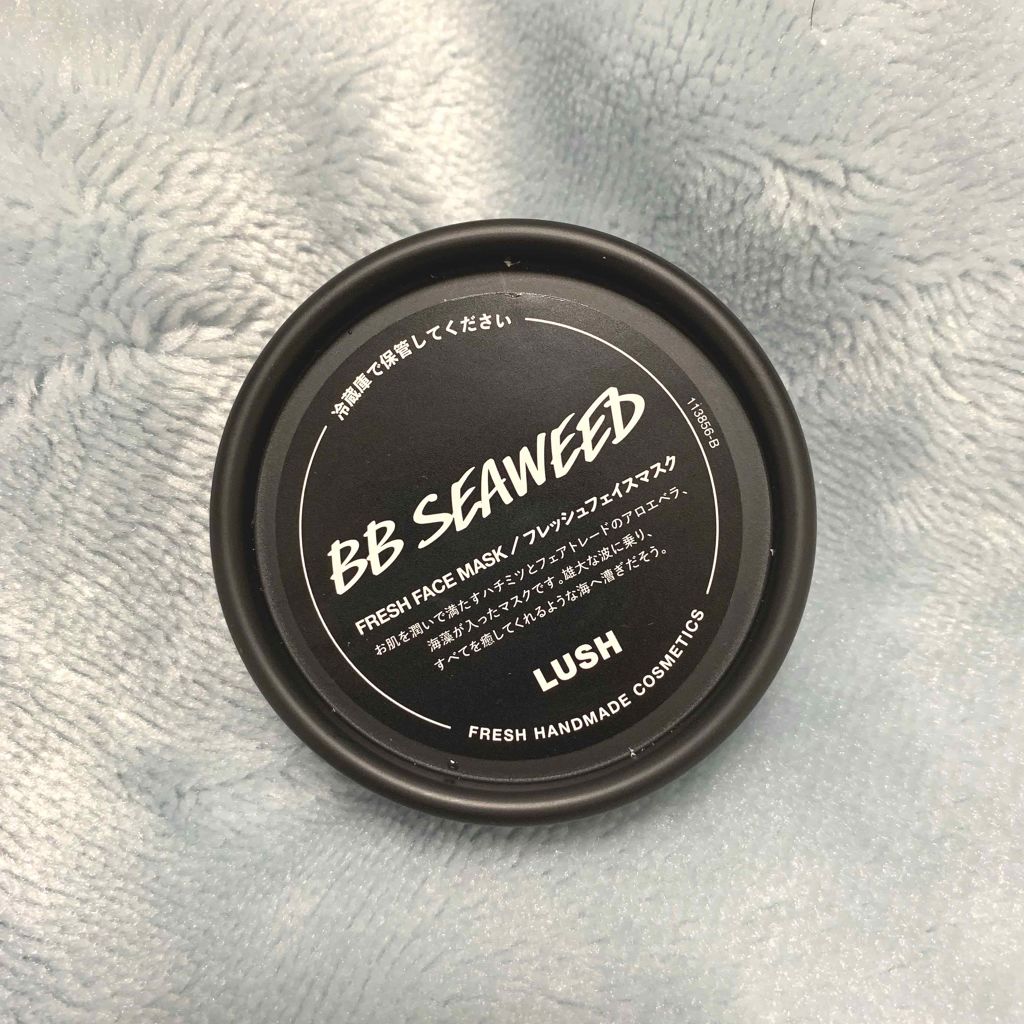 冷蔵庫で保管してください
113856-B
BB SEAWEED
FRESH FACE MASK / フレッシュフェイスマスク
お肌を潤いで満たすハチミツとフェアトレードのアロエベラ、
海藻が入ったマスクです。雄大な波に乗り、
すべてを癒してくれるような海へ漕ぎだそう。
LUSH
FRESH HANDMADE COSMETICS